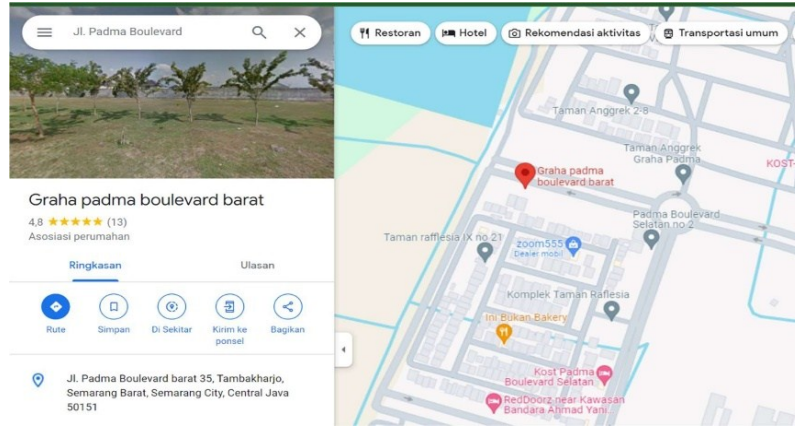 Jl. Padma Boulevard
Restoran
Hotel
Rekomendasi aktivitas
Transportasi umum
Graha padma boulevard barat
4,8 ★★★★★ (13)
Asosiasi perumahan
Ringkasan
Ulasan
Rute
Simpan
Di Sekitar
Kirim ke
ponsel
Bagikan
Jl. Padma Boulevard barat 35, Tambakharjo,
Semarang Barat, Semarang City, Central Java
50151
Taman Anggrek 2-8
Taman Anggrek
Graha Padma
KOST-
Graha padma
boulevard barat
Padma Boulevard
Selatan no 2
Taman rafflesia IX no 21
zoom555
Dealer mobil
Komplek Taman Raflesia
Ini Bukan Bakery
Kost Padma
Boulevard Selatan
RedDoorz near Kawasan
Bandara Ahmad Yani...